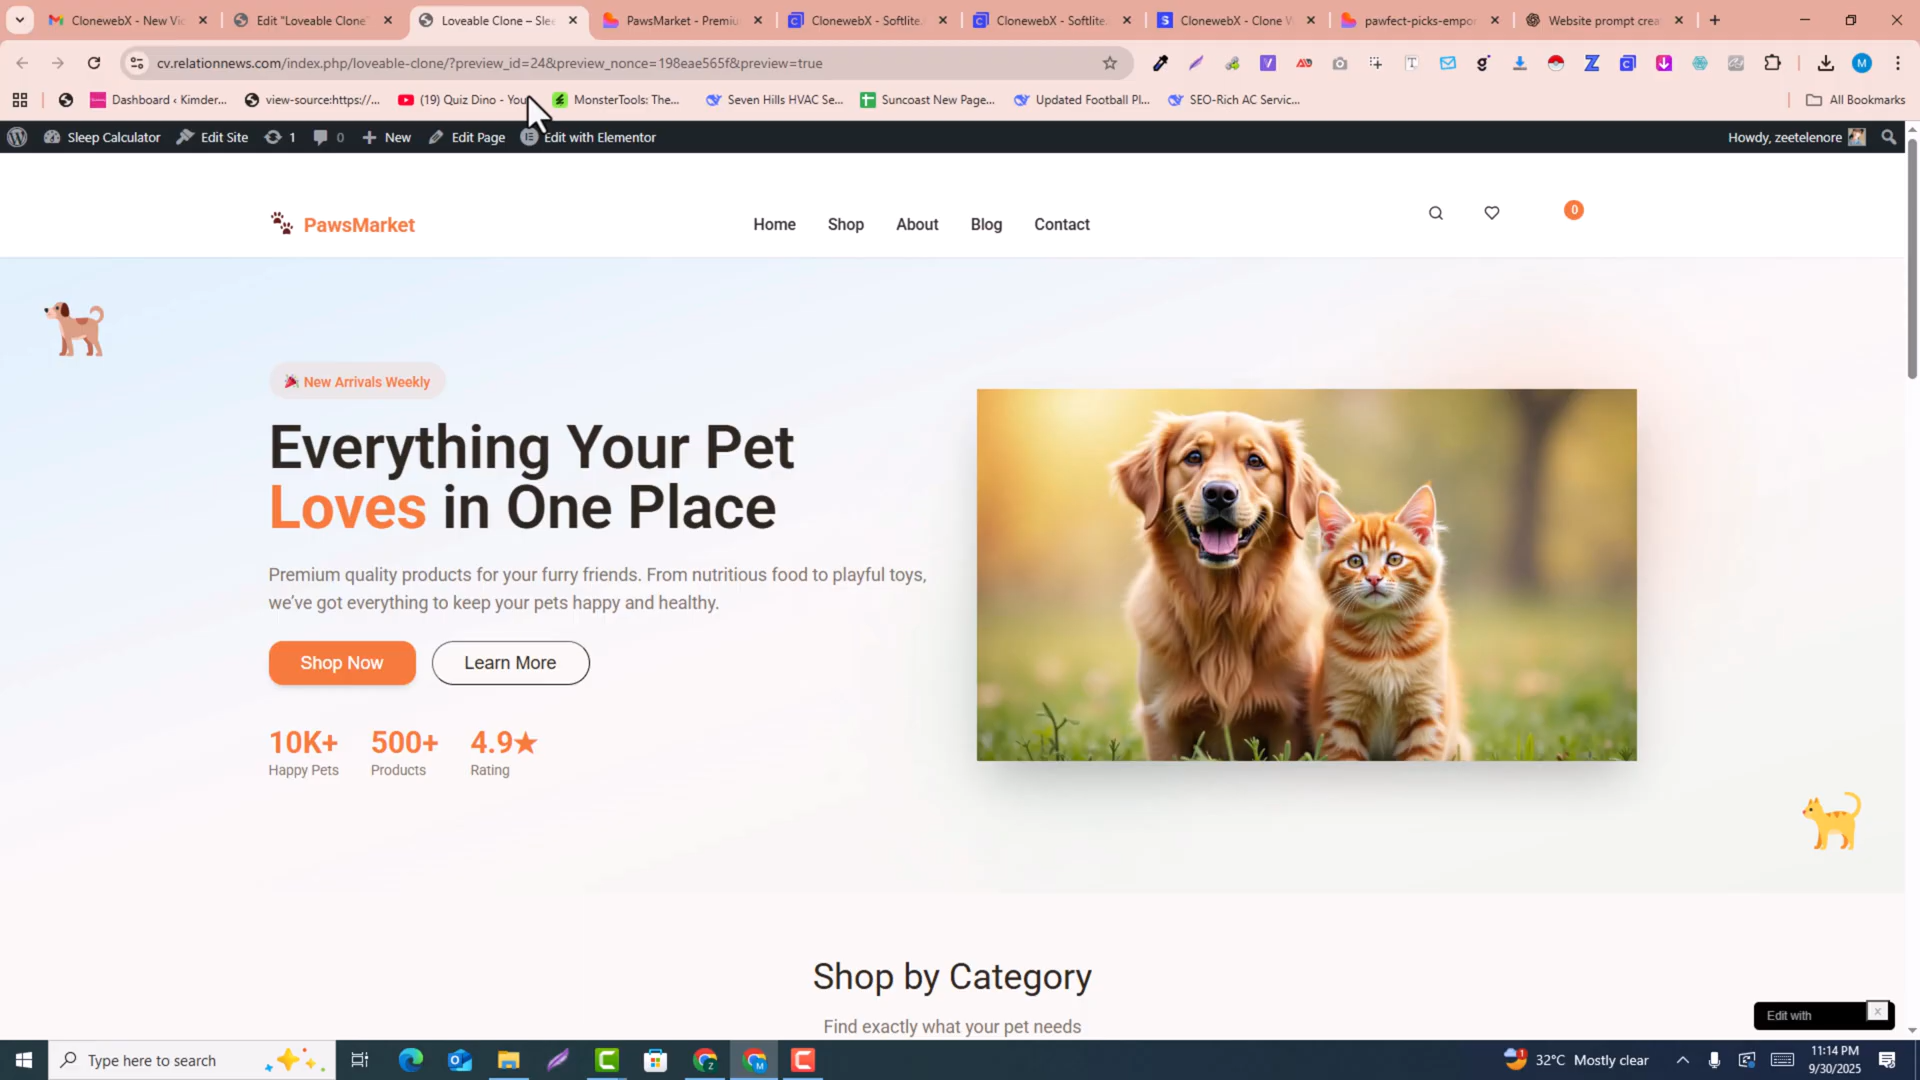 ClonewebX - New Vi
Edit "Loveable Clone"
Loveable Clone – Slee
PawsMarket - Premiu
ClonewebX - Softlite.
ClonewebX - Softlite.
ClonewebX - Clone W
pawfect-picks-empor
Website prompt crea
cv.relationnews.com/index.php/loveable-clone/?preview_id=24&preview_nonce=198eae565f&preview=true
Dashboard ‹ Kimder...
view-source:https://...
(19) Quiz Dino - You
MonsterTools: The...
Seven Hills HVAC Se...
Suncoast New Page...
Updated Football Pl...
SEO-Rich AC Servic...
All Bookmarks
Sleep Calculator
Edit Site
1
0
New
Edit Page
Edit with Elementor
Howdy, zeetelenore
PawsMarket
Home
Shop
About
Blog
Contact
0
New Arrivals Weekly
Everything Your Pet
Loves in One Place
Premium quality products for your furry friends. From nutritious food to playful toys,
we've got everything to keep your pets happy and healthy.
Shop Now
Learn More
10K+
500+
4.9★
Happy Pets
Products
Rating
Shop by Category
Find exactly what your pet needs
Edit with
x
Type here to search
32°C Mostly clear
11:14 PM
9/30/2025